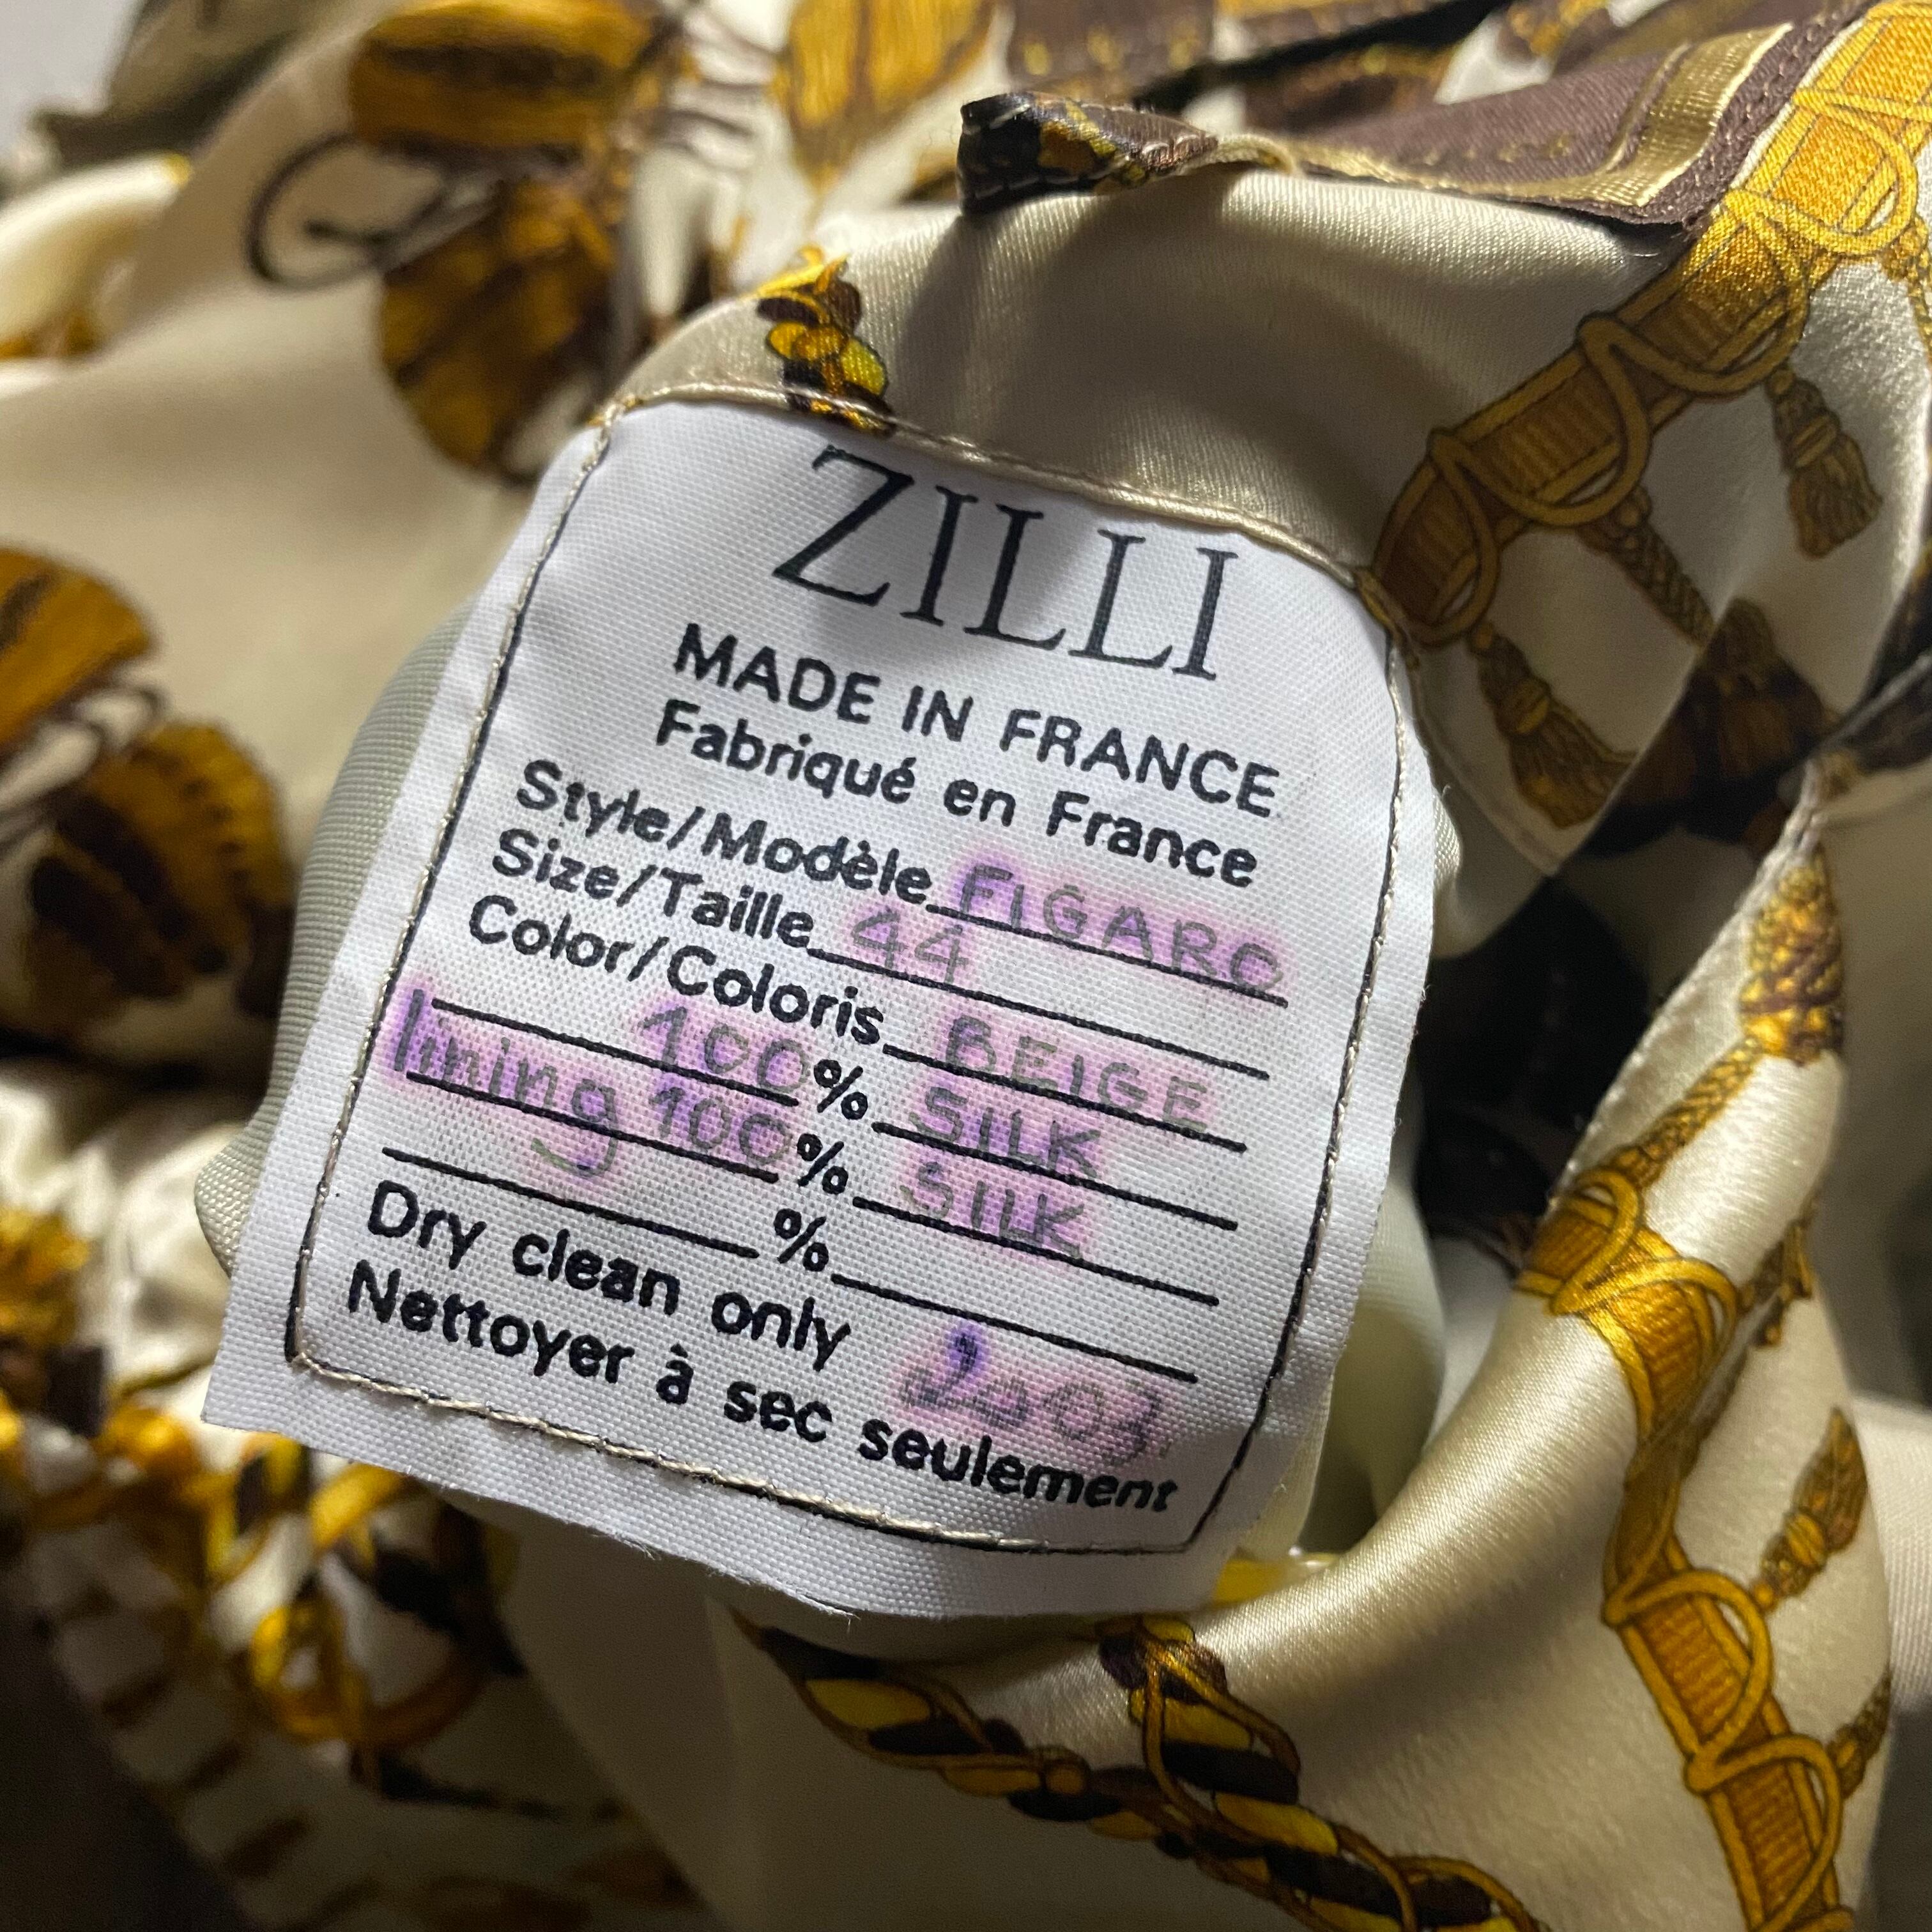 ZILLI
MADE IN FRANCE
Fabriqué en France
Style/Modèle FIGARO
Size/Taille 44
Color/Coloris BEIGE
100% SILK
lining 100% SILK
%
Dry clean only 2003
Nettoyer à sec seulement